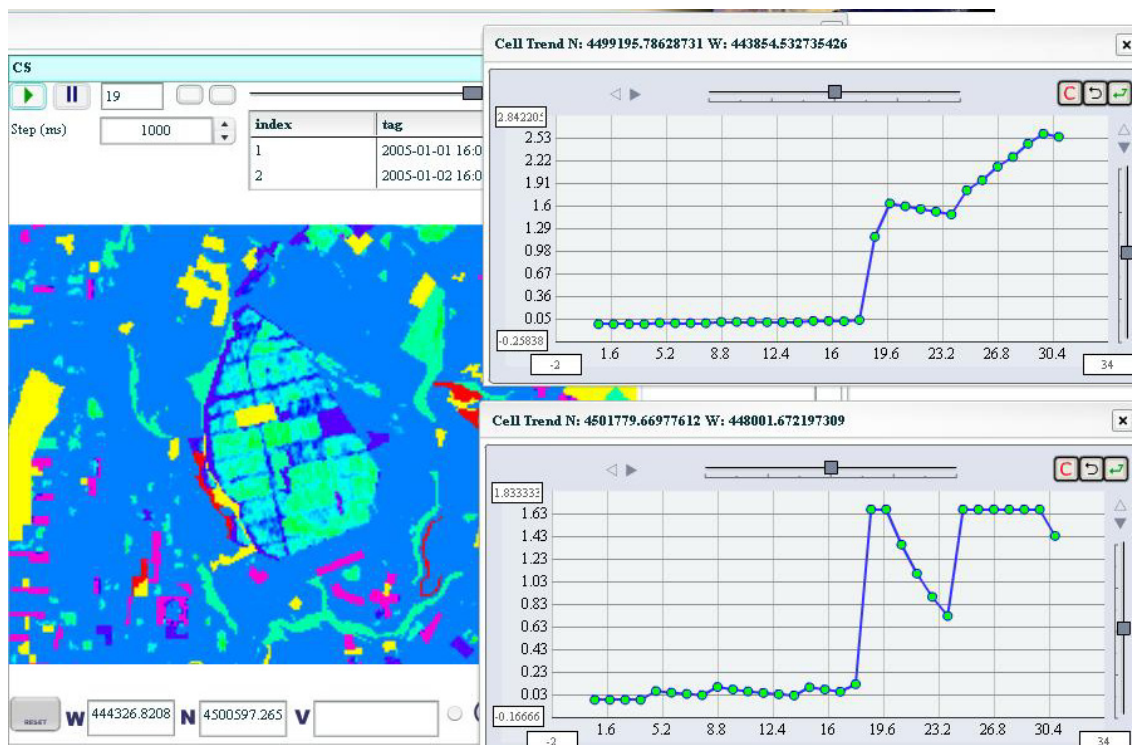 CS
19
Step (ms)
1000
index tag
1 2005-01-01 16:0
2 2005-01-02 16:0
RESET W 444326.8208 N 4500597.265 V
Cell Trend N: 4499195.78628731 W: 443854.532735426
x
C
2.842205
2.53
2.22
1.91
1.6
1.29
0.98
0.67
0.36
0.05
-0.25838
1.6 5.2 8.8 12.4 16 19.6 23.2 26.8 30.4
-2 34
Cell Trend N: 4501779.66977612 W: 448001.672197309
x
C
1.833333
1.63
1.43
1.23
1.03
0.83
0.63
0.43
0.23
0.03
-0.16666
1.6 5.2 8.8 12.4 16 19.6 23.2 26.8 30.4
-2 34